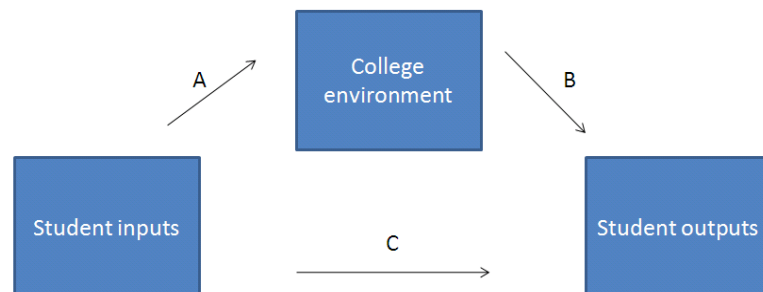 College
environment
A
B
Student inputs
Student outputs
C